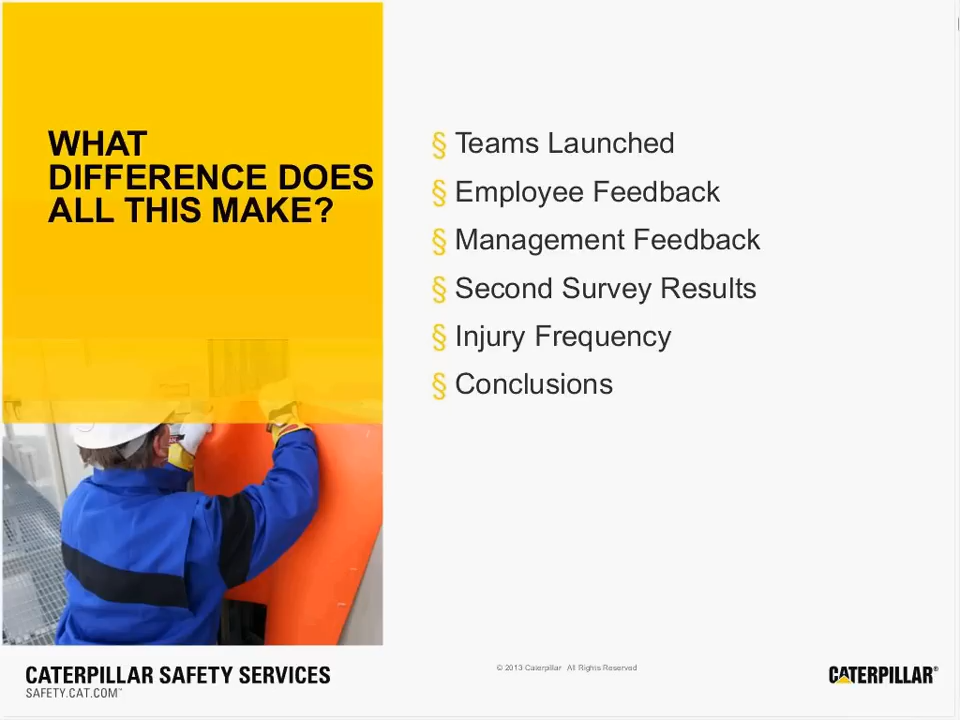 WHAT
DIFFERENCE DOES
ALL THIS MAKE?
§ Teams Launched
§ Employee Feedback
§ Management Feedback
§ Second Survey Results
§ Injury Frequency
§ Conclusions
CATERPILLAR SAFETY SERVICES
SAFETY.CAT.COM™
© 2013 Caterpillar All Rights Reserved
CATERPILLAR®